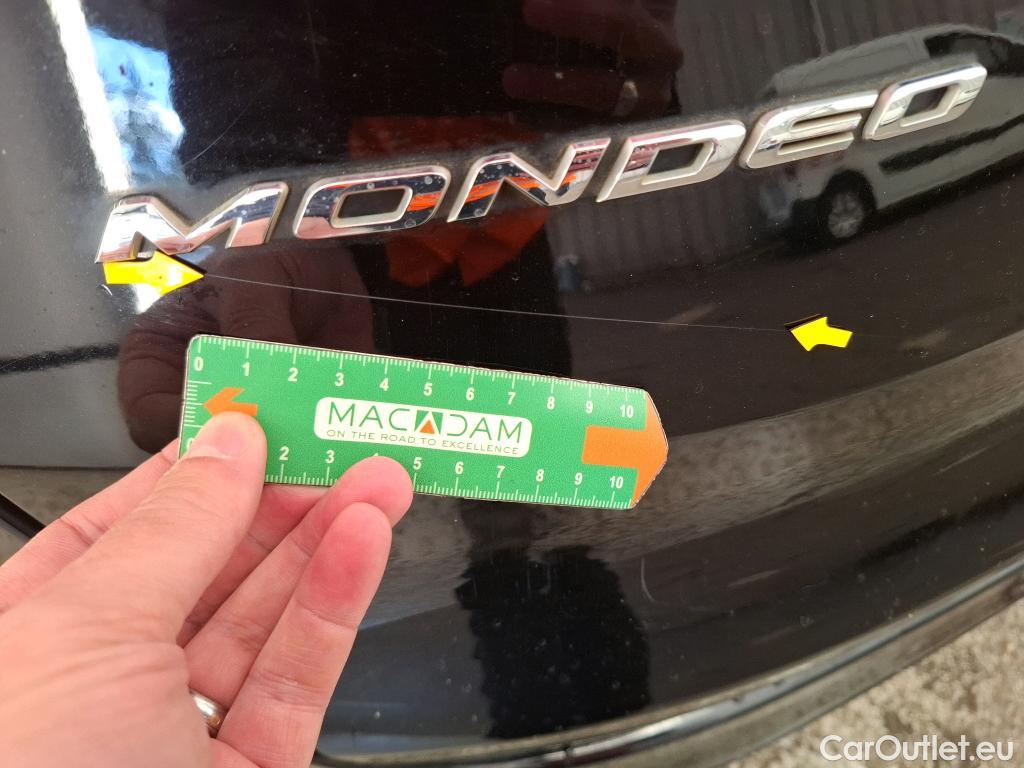 MONDEO
0 1 2 3 4 5 6 7 8 9 10
MACADAM
ON THE ROAD TO EXCELLENCE
0 2 3 4 5 6 7 8 9 10
CarOutlet.eu